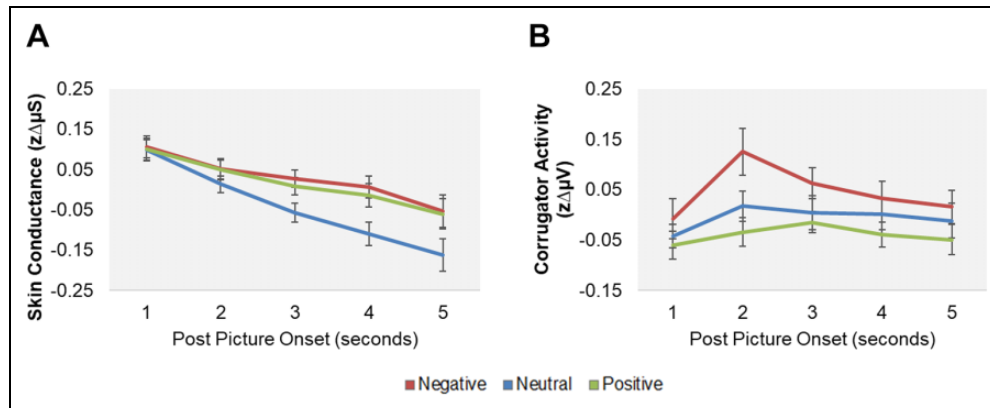 A
Skin Conductance (zΔµS)
0.25
0.15
0.05
-0.05
-0.15
-0.25
1 2 3 4 5
Post Picture Onset (seconds)
B
Corrugator Activity
(zΔµV)
0.25
0.15
0.05
-0.05
-0.15
1 2 3 4 5
Post Picture Onset (seconds)
Negative Neutral Positive